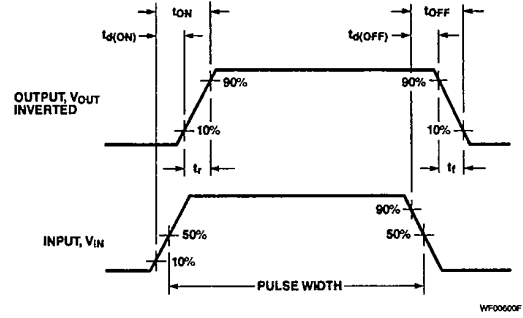 tON
tOFF
td(ON)
td(OFF)
90%
90%
OUTPUT, VOUT
INVERTED
10%
10%
tr
tf
90%
INPUT, VIN
50%
50%
10%
PULSE WIDTH
WF00600F